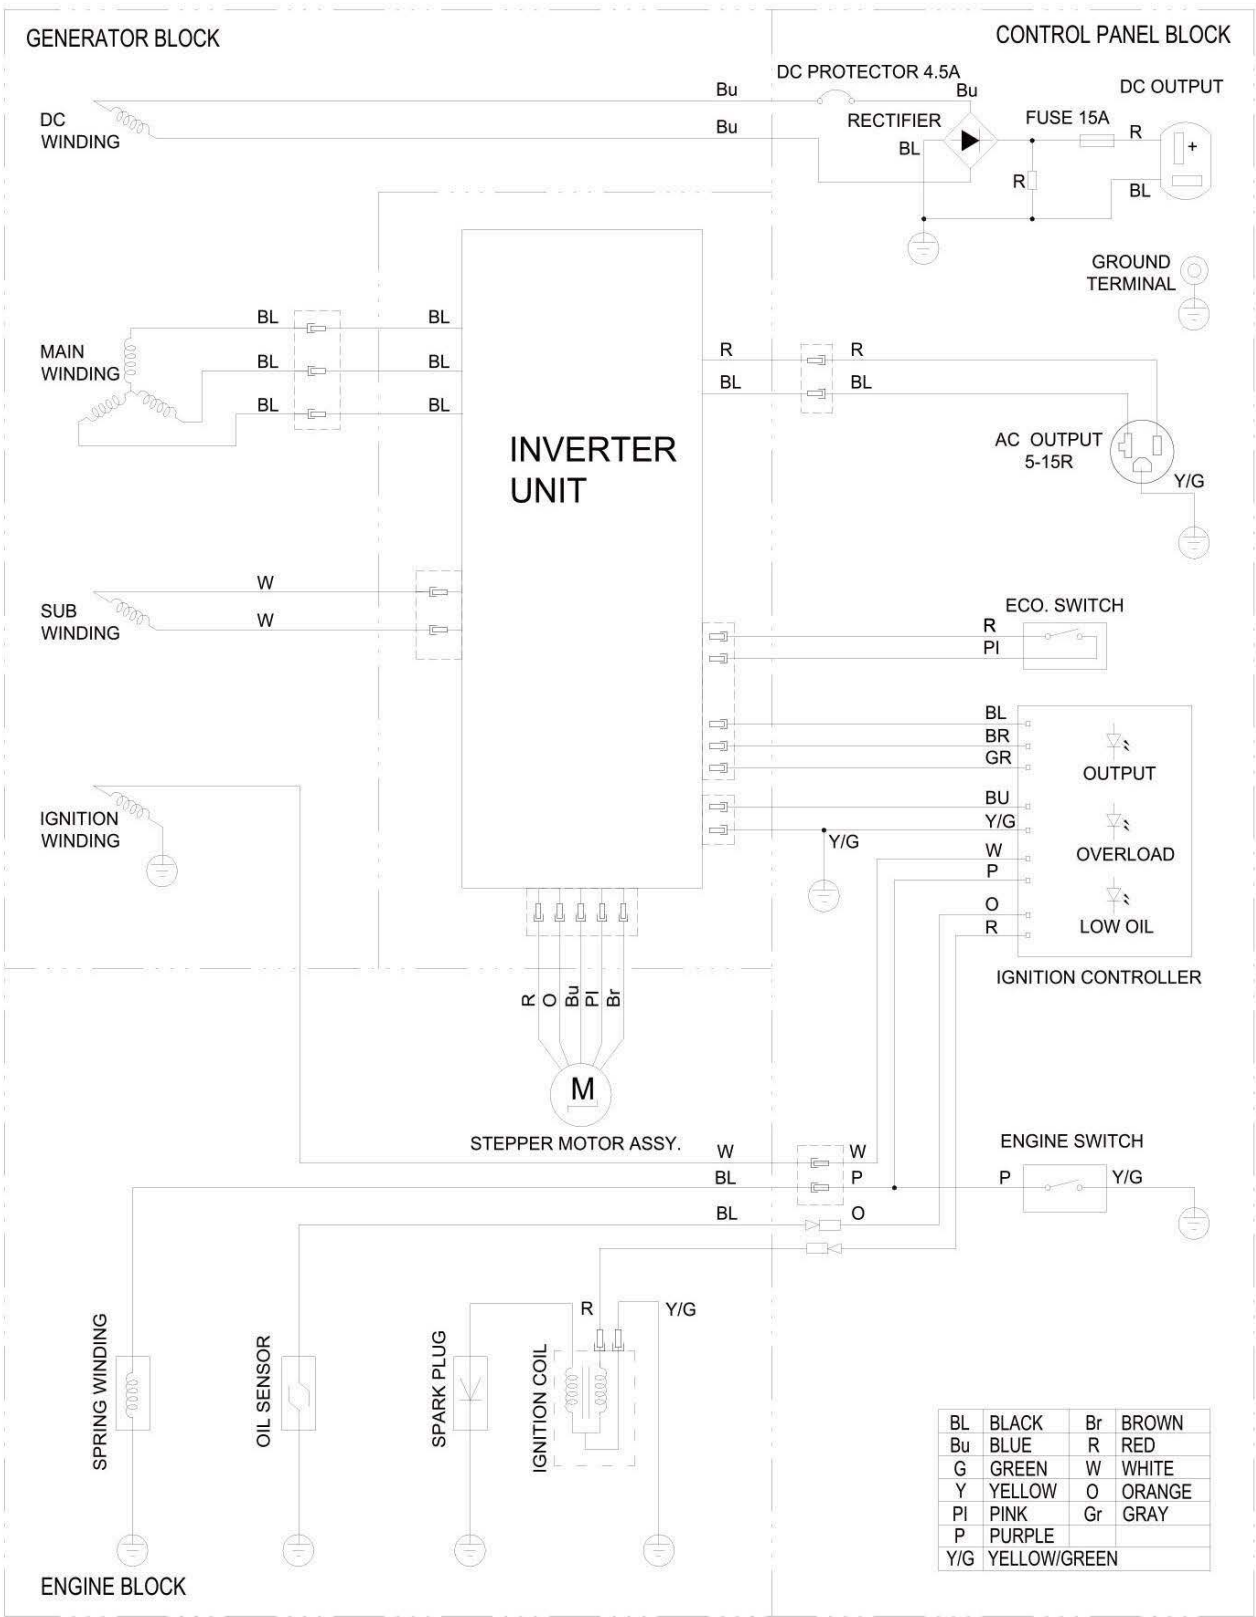 GENERATOR BLOCK
CONTROL PANEL BLOCK
DC PROTECTOR 4.5A
DC OUTPUT
Bu
Bu
DC
WINDING
Bu
RECTIFIER
FUSE 15A
R
+
BL
R
BL
GROUND
TERMINAL
MAIN
WINDING
BL
BL
BL
BL
BL
BL
R
R
BL
BL
INVERTER
UNIT
AC OUTPUT
5-15R
Y/G
SUB
WINDING
W
W
ECO. SWITCH
R
PI
BL
BR
GR
OUTPUT
BU
Y/G
Y/G
OVERLOAD
W
P
O
R
LOW OIL
IGNITION CONTROLLER
IGNITION
WINDING
R
O
Bu
PI
Br
M
STEPPER MOTOR ASSY.
ENGINE SWITCH
W
W
BL
P
P
Y/G
BL
O
R
Y/G
SPRING WINDING
OIL SENSOR
SPARK PLUG
IGNITION COIL
BL BLACK Br BROWN
Bu BLUE R RED
G GREEN W WHITE
Y YELLOW O ORANGE
PI PINK Gr GRAY
P PURPLE
Y/G YELLOW/GREEN
ENGINE BLOCK